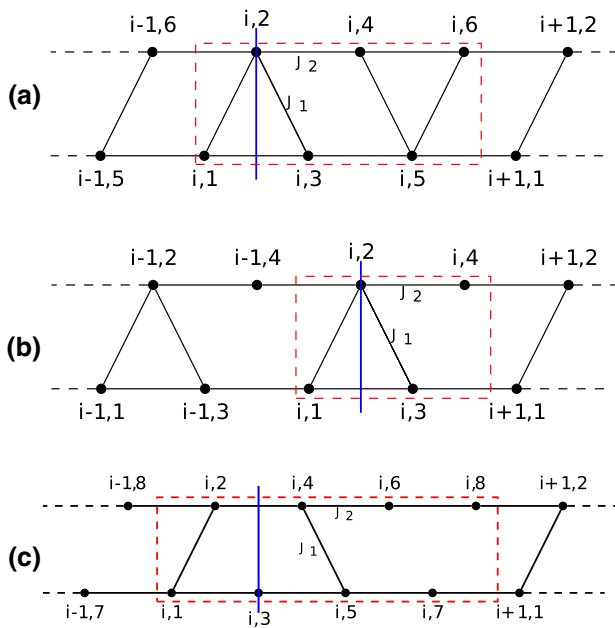 i-1,6 i,2 i,4 i,6 i+1,2
(a) J 2
J 1
i-1,5 i,1 i,3 i,5 i+1,1
i-1,2 i-1,4 i,2 i,4 i+1,2
(b) J 2
J 1
i-1,1 i-1,3 i,1 i,3 i+1,1
i-1,8 i,2 i,4 i,6 i,8 i+1,2
(c) J 2
J 1
i-1,7 i,1 i,3 i,5 i,7 i+1,1